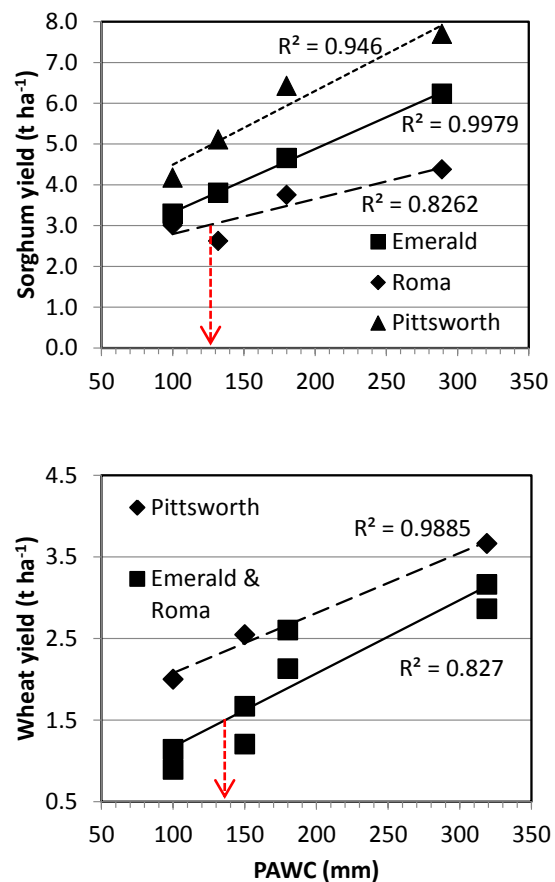 8.0
7.0
6.0
5.0
4.0
3.0
2.0
1.0
0.0
Sorghum yield (t ha⁻¹)
R² = 0.946
R² = 0.9979
R² = 0.8262
Emerald
Roma
Pittsworth
50 100 150 200 250 300 350
4.5
3.5
2.5
1.5
0.5
Wheat yield (t ha⁻¹)
Pittsworth
Emerald &
Roma
R² = 0.9885
R² = 0.827
50 100 150 200 250 300 350
PAWC (mm)